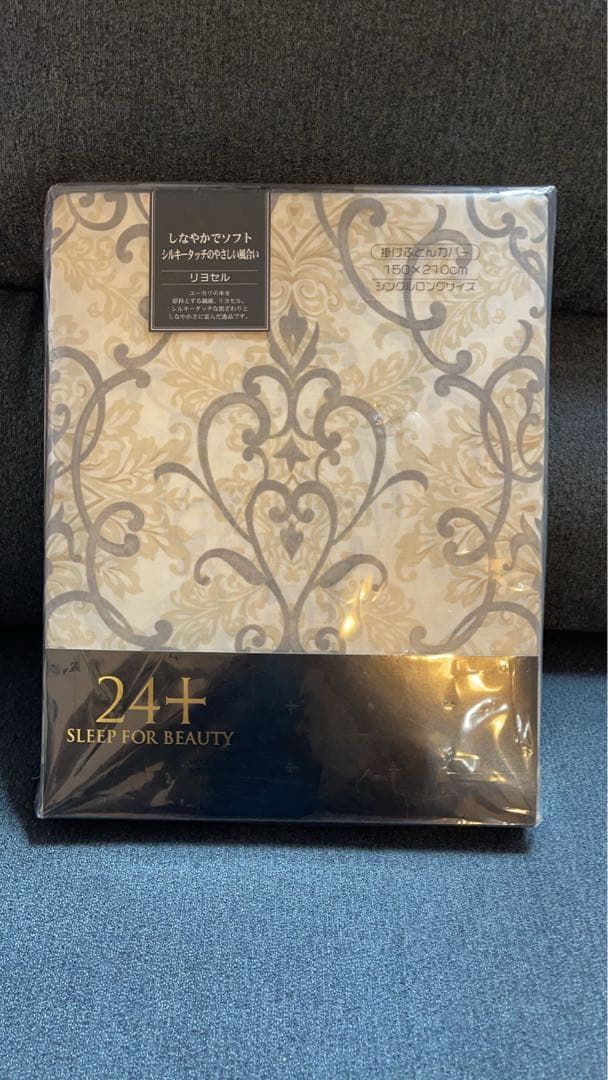 しなやかでソフト
シルキータッチのやさしい風合い
リヨセル
ユーカリの木を
原料とする繊維、リヨセル。
シルキータッチな肌ざわりと
しなやかさに富んだ逸品です。
掛けふとんカバー
150×210cm
シングルロングサイズ
24+
SLEEP FOR BEAUTY